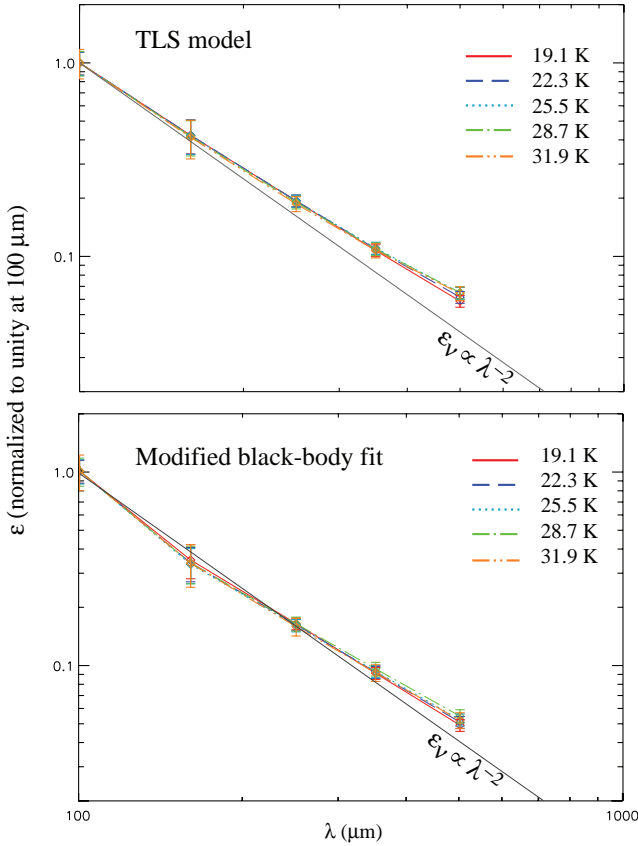 TLS model
19.1 K
22.3 K
25.5 K
28.7 K
31.9 K
1.0
0.1
εν ∝ λ−2
ε (normalized to unity at 100 μm)
Modified black-body fit
19.1 K
22.3 K
25.5 K
28.7 K
31.9 K
1.0
0.1
εν ∝ λ−2
100
1000
λ (μm)